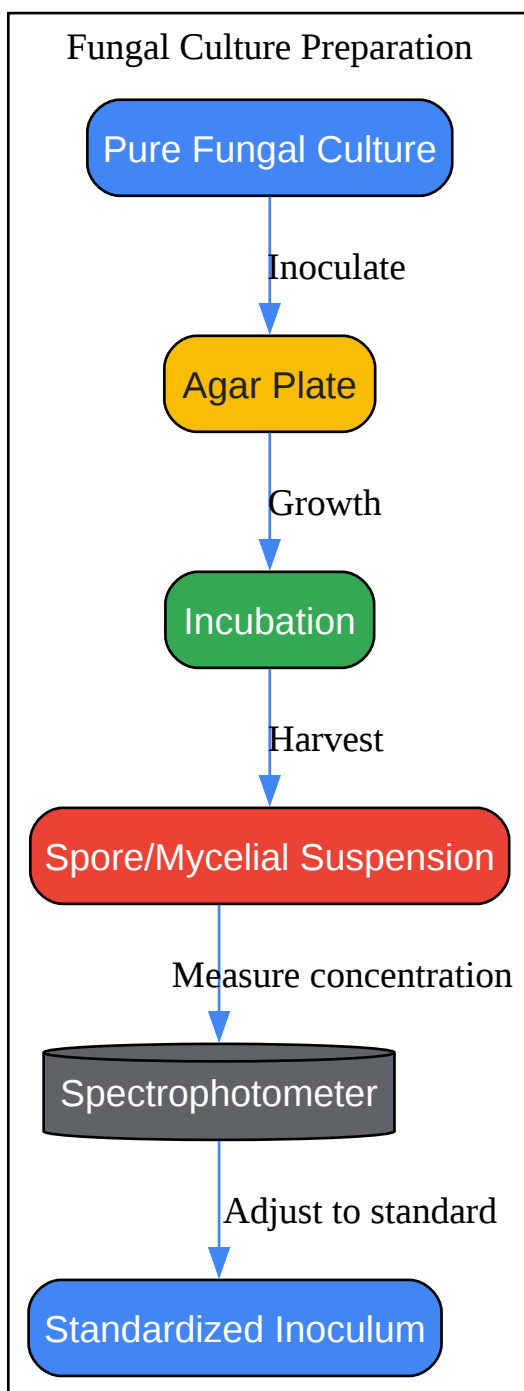 Fungal Culture Preparation
Pure Fungal Culture
Inoculate
Agar Plate
Growth
Incubation
Harvest
Spore/Mycelial Suspension
Measure concentration
Spectrophotometer
Adjust to standard
Standardized Inoculum